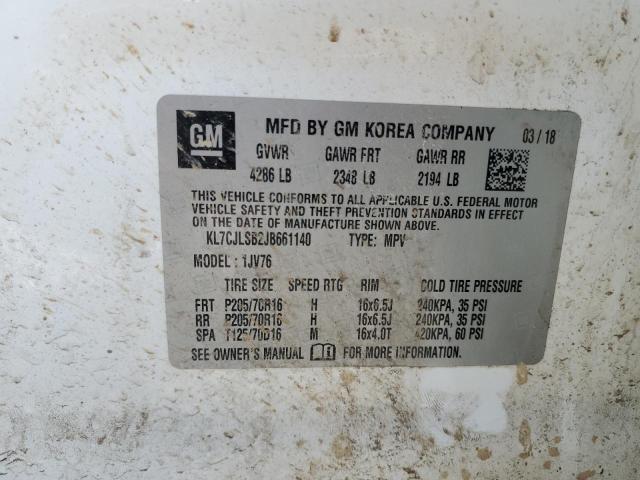 GM MFD BY GM KOREA COMPANY 03/18
GVWR GAWR FRT GAWR RR
4286 LB 2348 LB 2194 LB
THIS VEHICLE CONFORMS TO ALL APPLICABLE U.S. FEDERAL MOTOR
VEHICLE SAFETY AND THEFT PREVENTION STANDARDS IN EFFECT
ON THE DATE OF MANUFACTURE SHOWN ABOVE.
KL7CJLSB2JB661140 TYPE: MPV
MODEL: 1JV76
TIRE SIZE SPEED RTG RIM COLD TIRE PRESSURE
FRT P205/70R16 H 16x6.5J 240KPA, 35 PSI
RR P205/70R16 H 16x6.5J 240KPA, 35 PSI
SPA T125/70D16 M 16x4.0T 420KPA, 60 PSI
SEE OWNER'S MANUAL FOR MORE INFORMATION.